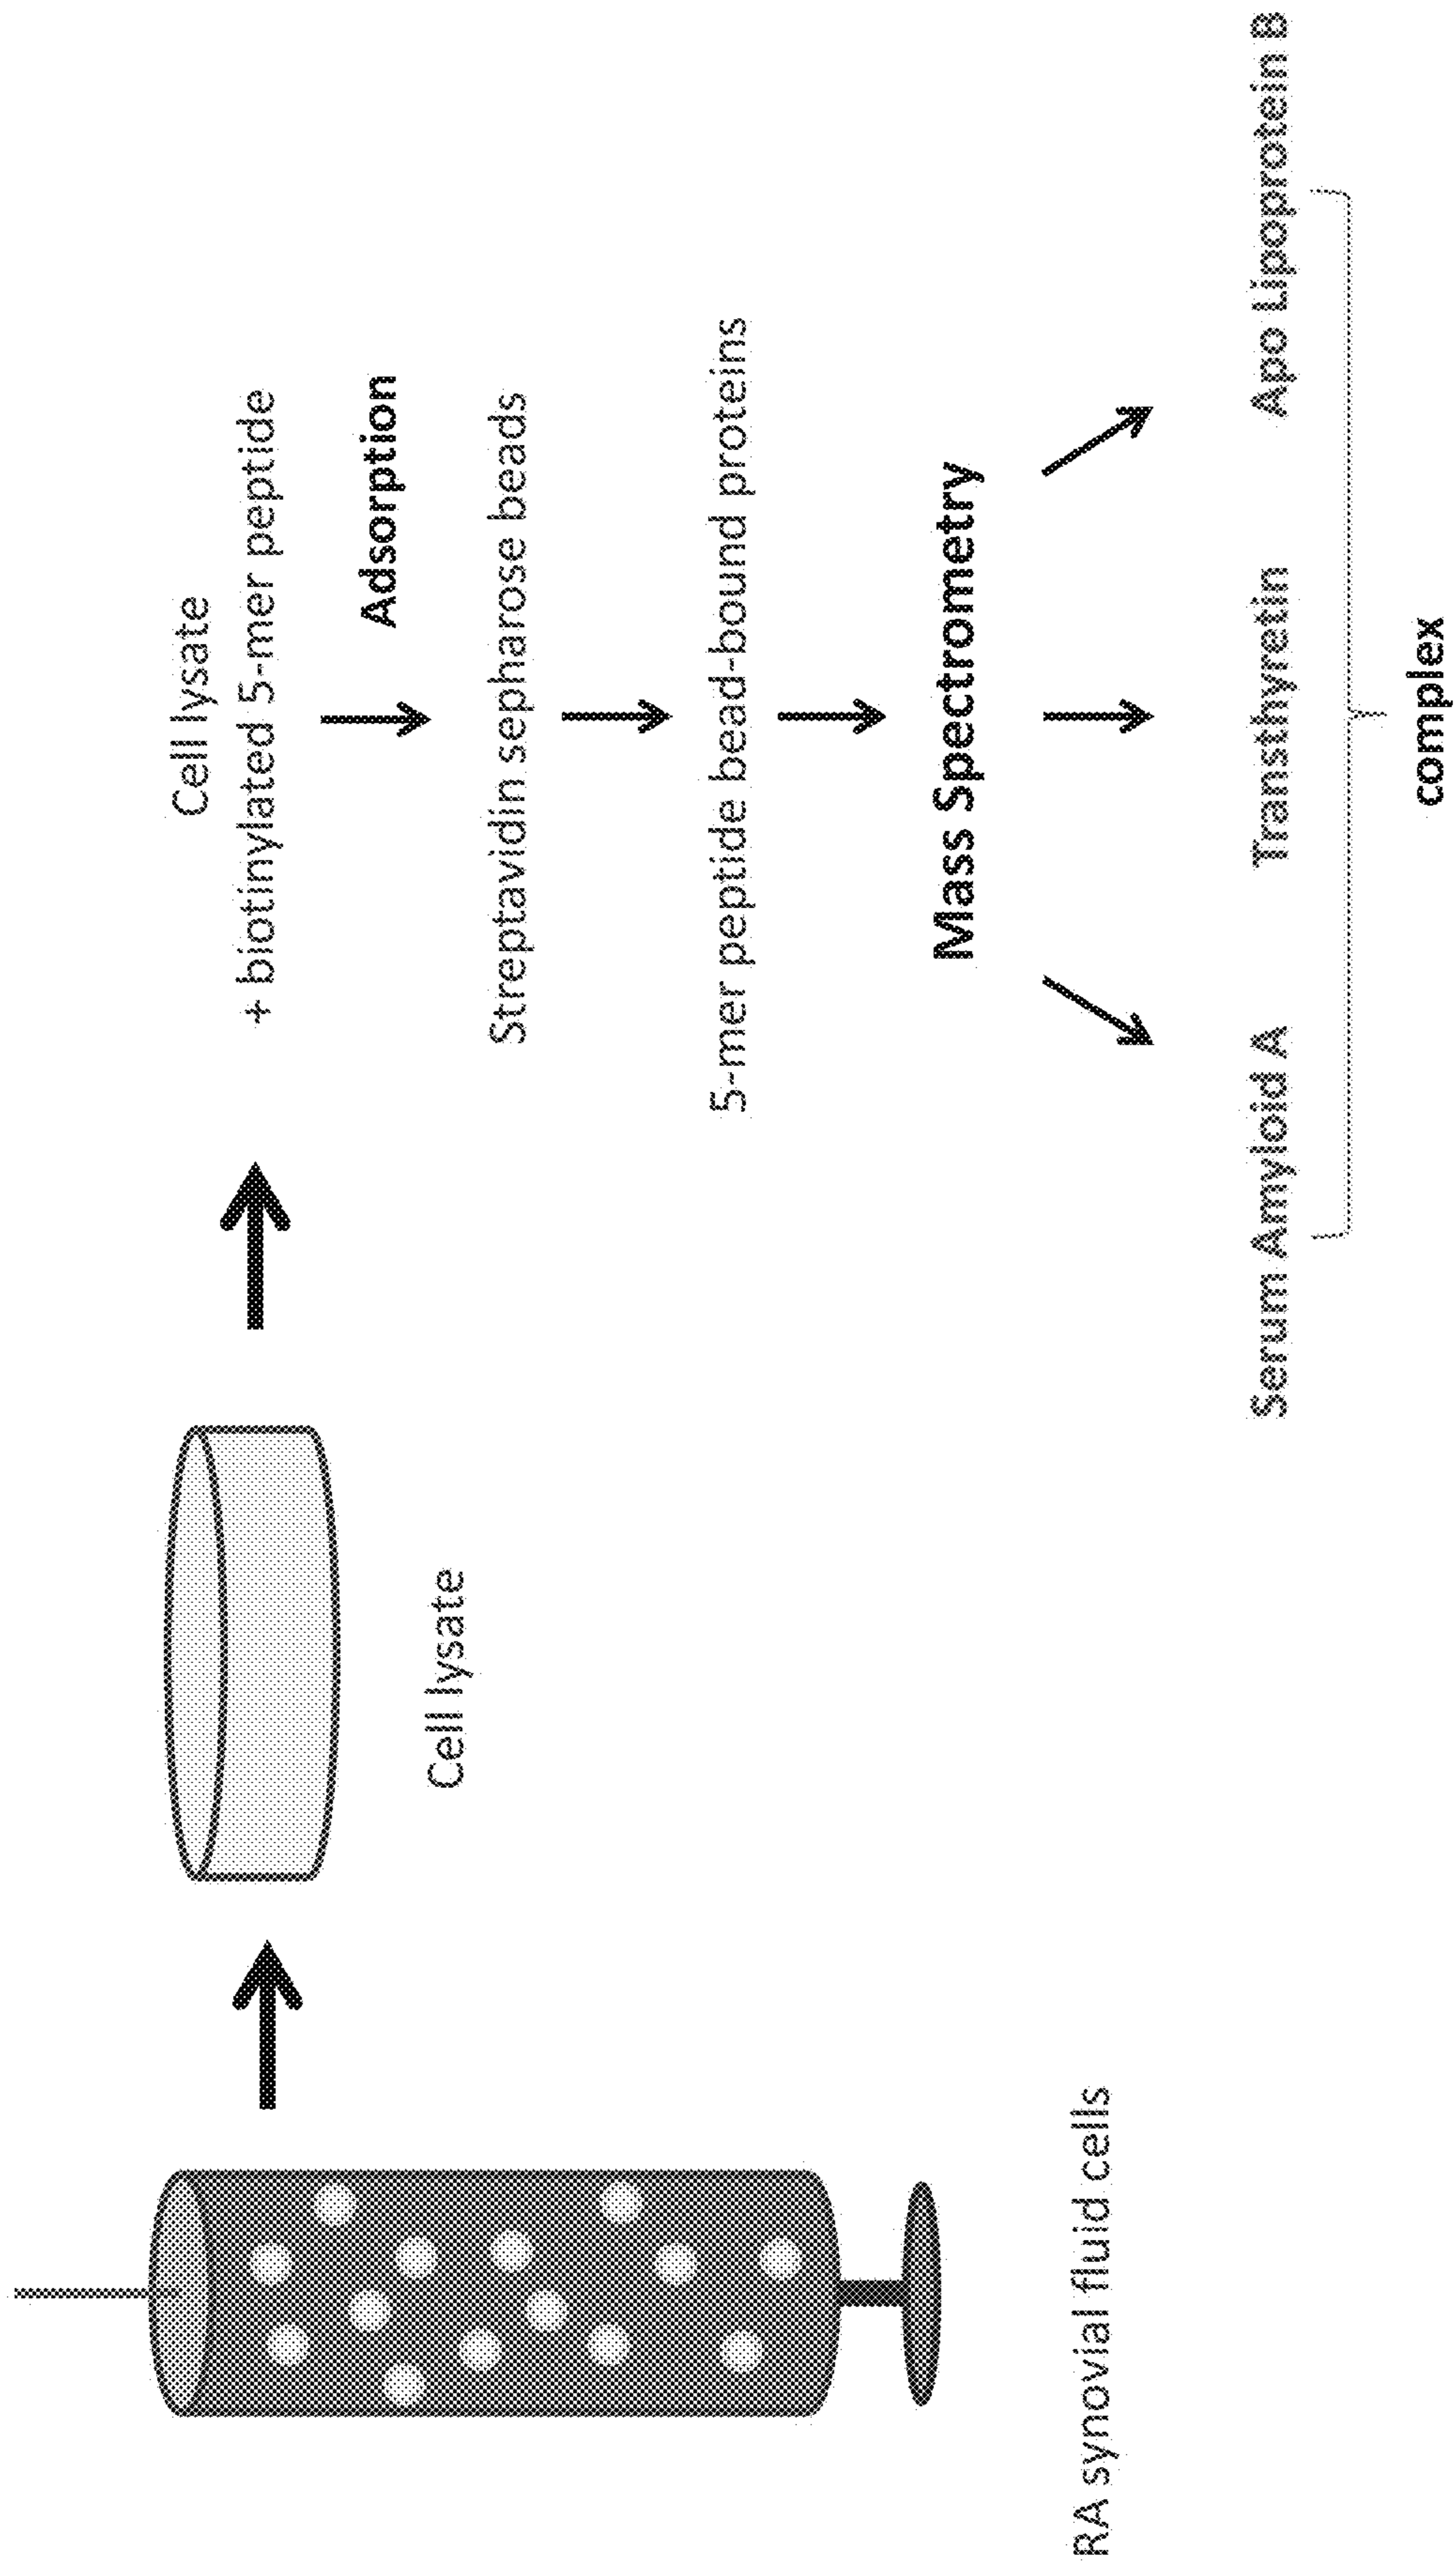 RA synovial fluid cells
Cell lysate
Cell lysate
+ biotinylated 5-mer peptide
Adsorption
Streptavidin sepharose beads
5-mer peptide bead-bound proteins
Mass Spectrometry
Serum Amyloid A
Transthyretin
Apo Lipoprotein B
complex